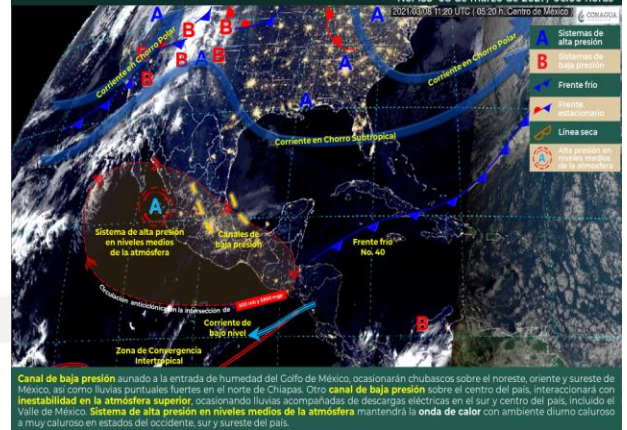 2021/03/08 11:20 UTC ( 05:20 h, Centro de México )
CONAGUA
Sistemas de
alta presión
Sistemas de
baja presión
Frente frío
Frente
estacionario
Línea seca
Alta presión en
niveles medios
de la atmósfera
A
B
A
B
A
B
B
B
B
A
A
A
A
A
B
Corriente en Chorro Polar
Corriente en Chorro Polar
Corriente en Chorro Subtropical
Sistema de alta presión
en niveles medios
de la atmósfera
Canales de
baja presión
Frente frío
No. 40
Circulación anticiclónica en la intersección de
Corriente de
bajo nivel
Zona de Convergencia
Intertropical
Canal de baja presión aunado a la entrada de humedad del Golfo de México, ocasionarán chubascos sobre el noreste, oriente y sureste de
México, así como lluvias puntuales fuertes en el norte de Chiapas. Otro canal de baja presión sobre el centro del país, interaccionará con
inestabilidad en la atmósfera superior, ocasionando lluvias acompañadas de descargas eléctricas en el sur y centro del país, incluido el
Valle de México. Sistema de alta presión en niveles medios de la atmósfera mantendrá la onda de calor con ambiente diurno caluroso
a muy caluroso en estados del occidente, sur y sureste del país.